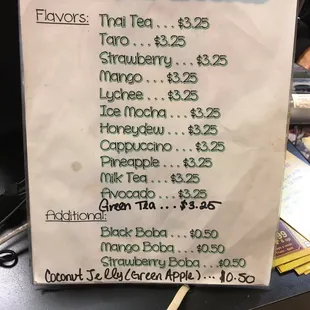 Flavors: Thai Tea ... $3.25
Taro ... $3.25
Strawberry ... $3.25
Mango ... $3.25
Lychee ... $3.25
Ice Mocha ... $3.25
Honeydew ... $3.25
Cappuccino ... $3.25
Pineapple ... $3.25
Milk Tea ... $3.25
Avocado ... $3.25
Green Tea ... $3.25
Additional:
Black Boba ... $0.50
Mango Boba ... $0.50
Strawberry Boba ... $0.50
Coconut Jelly (Green Apple) ... $0.50